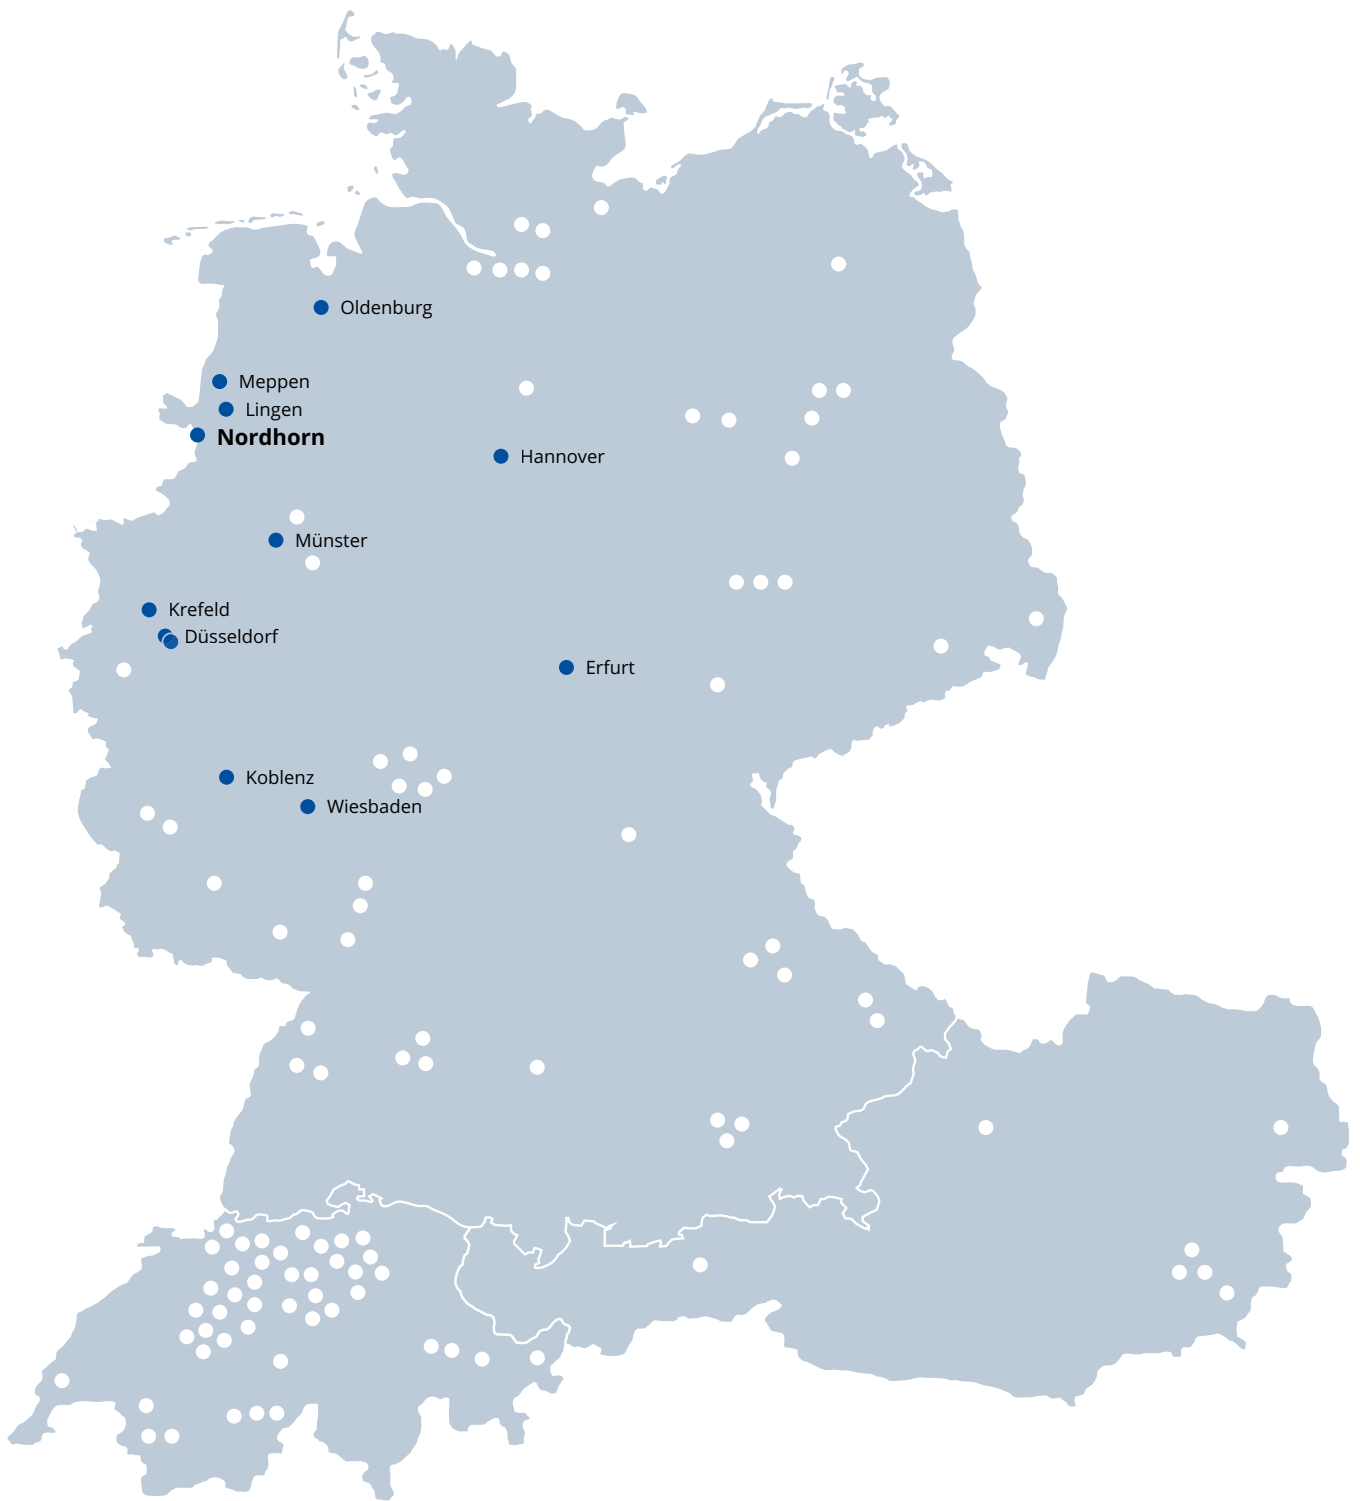 Oldenburg
Meppen
Lingen
Nordhorn
Hannover
Münster
Krefeld
Düsseldorf
Erfurt
Koblenz
Wiesbaden